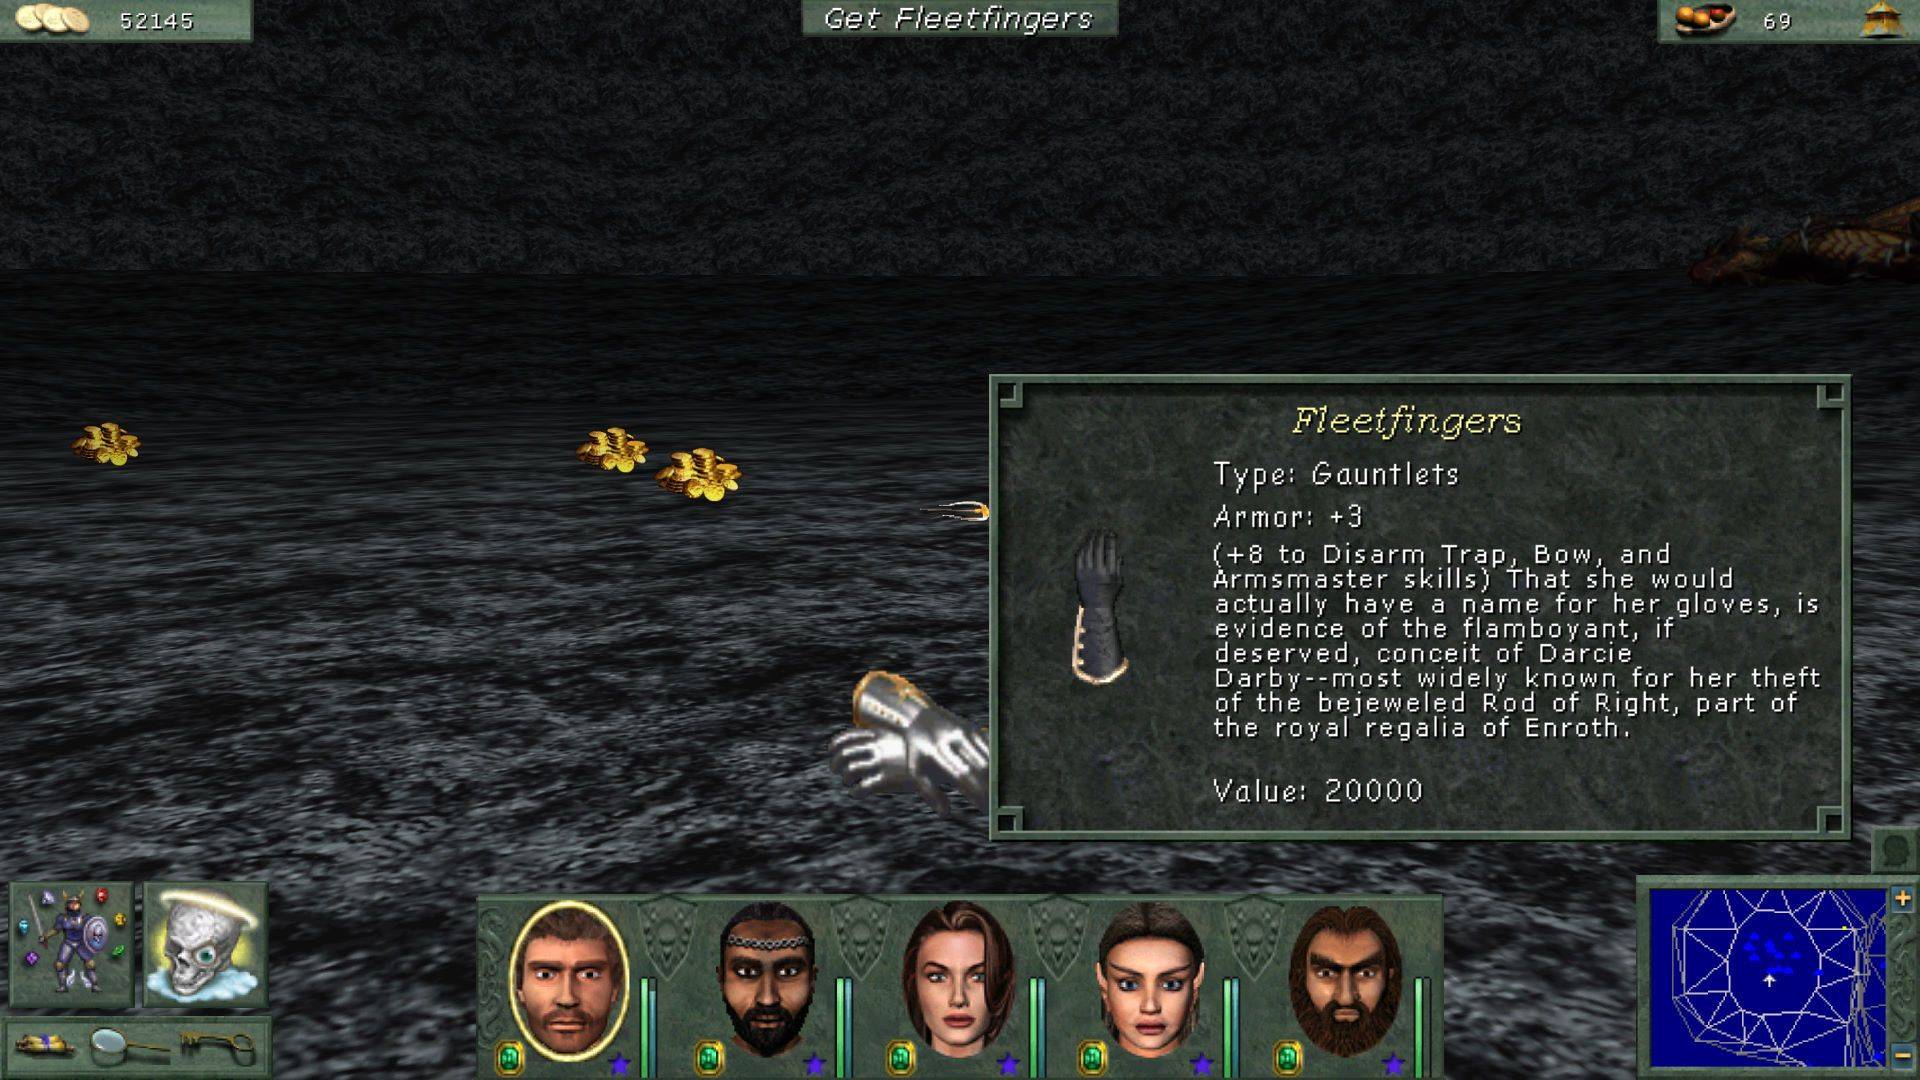 52145
Get Fleetfingers
69
Fleetfingers
Type: Gauntlets
Armor: +3
(+8 to Disarm Trap, Bow, and
Armsmaster skills) That she would
actually have a name for her gloves, is
evidence of the flamboyant, if
deserved, conceit of Darcie
Darby--most widely known for her theft
of the bejeweled Rod of Right, part of
the royal regalia of Enroth.
Value: 20000